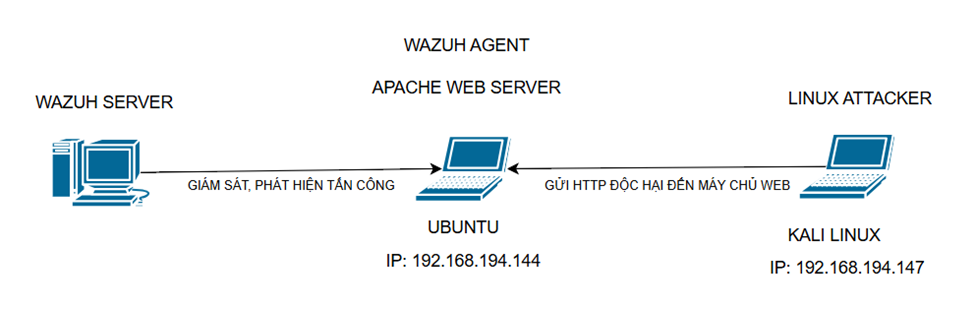 WAZUH AGENT
APACHE WEB SERVER
WAZUH SERVER
LINUX ATTACKER
GIÁM SÁT, PHÁT HIỆN TẤN CÔNG
GỬI HTTP ĐỘC HẠI ĐẾN MÁY CHỦ WEB
UBUNTU
IP: 192.168.194.144
KALI LINUX
IP: 192.168.194.147